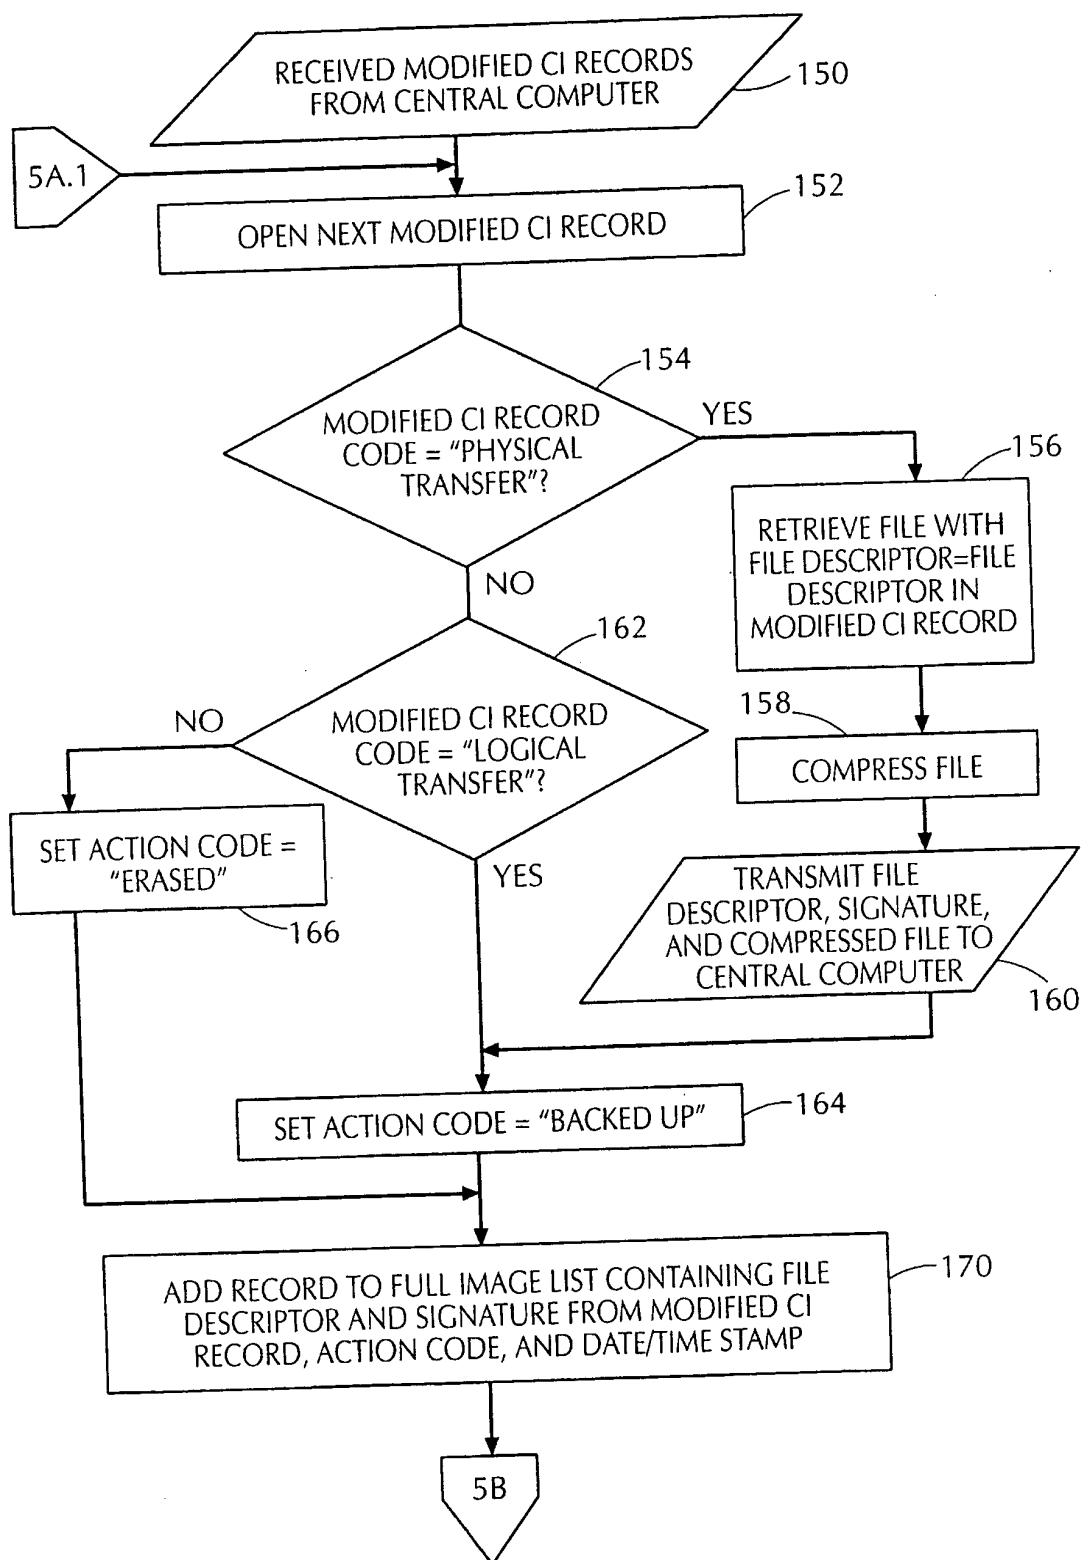 RECEIVED MODIFIED CI RECORDS
FROM CENTRAL COMPUTER
150
5A.1
152
OPEN NEXT MODIFIED CI RECORD
154
MODIFIED CI RECORD
CODE = “PHYSICAL
TRANSFER”?
YES
156
RETRIEVE FILE WITH
FILE DESCRIPTOR=FILE
DESCRIPTOR IN
MODIFIED CI RECORD
NO
162
MODIFIED CI RECORD
CODE = “LOGICAL
TRANSFER”?
NO
158
COMPRESS FILE
SET ACTION CODE =
“ERASED”
166
YES
TRANSMIT FILE
DESCRIPTOR, SIGNATURE,
AND COMPRESSED FILE TO
CENTRAL COMPUTER
160
SET ACTION CODE = “BACKED UP”
164
ADD RECORD TO FULL IMAGE LIST CONTAINING FILE
DESCRIPTOR AND SIGNATURE FROM MODIFIED CI
RECORD, ACTION CODE, AND DATE/TIME STAMP
170
5B